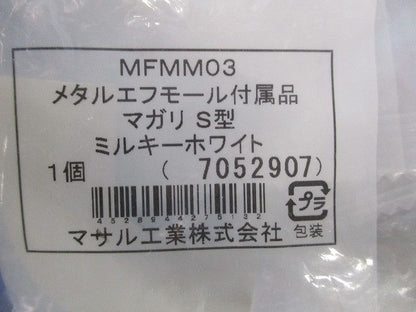 MFMM03
メタルエフモール付属品
マガリ S型
ミルキーホワイト
1個 ( 7052907)
4528944275132
プラ
マサル工業株式会社 包装